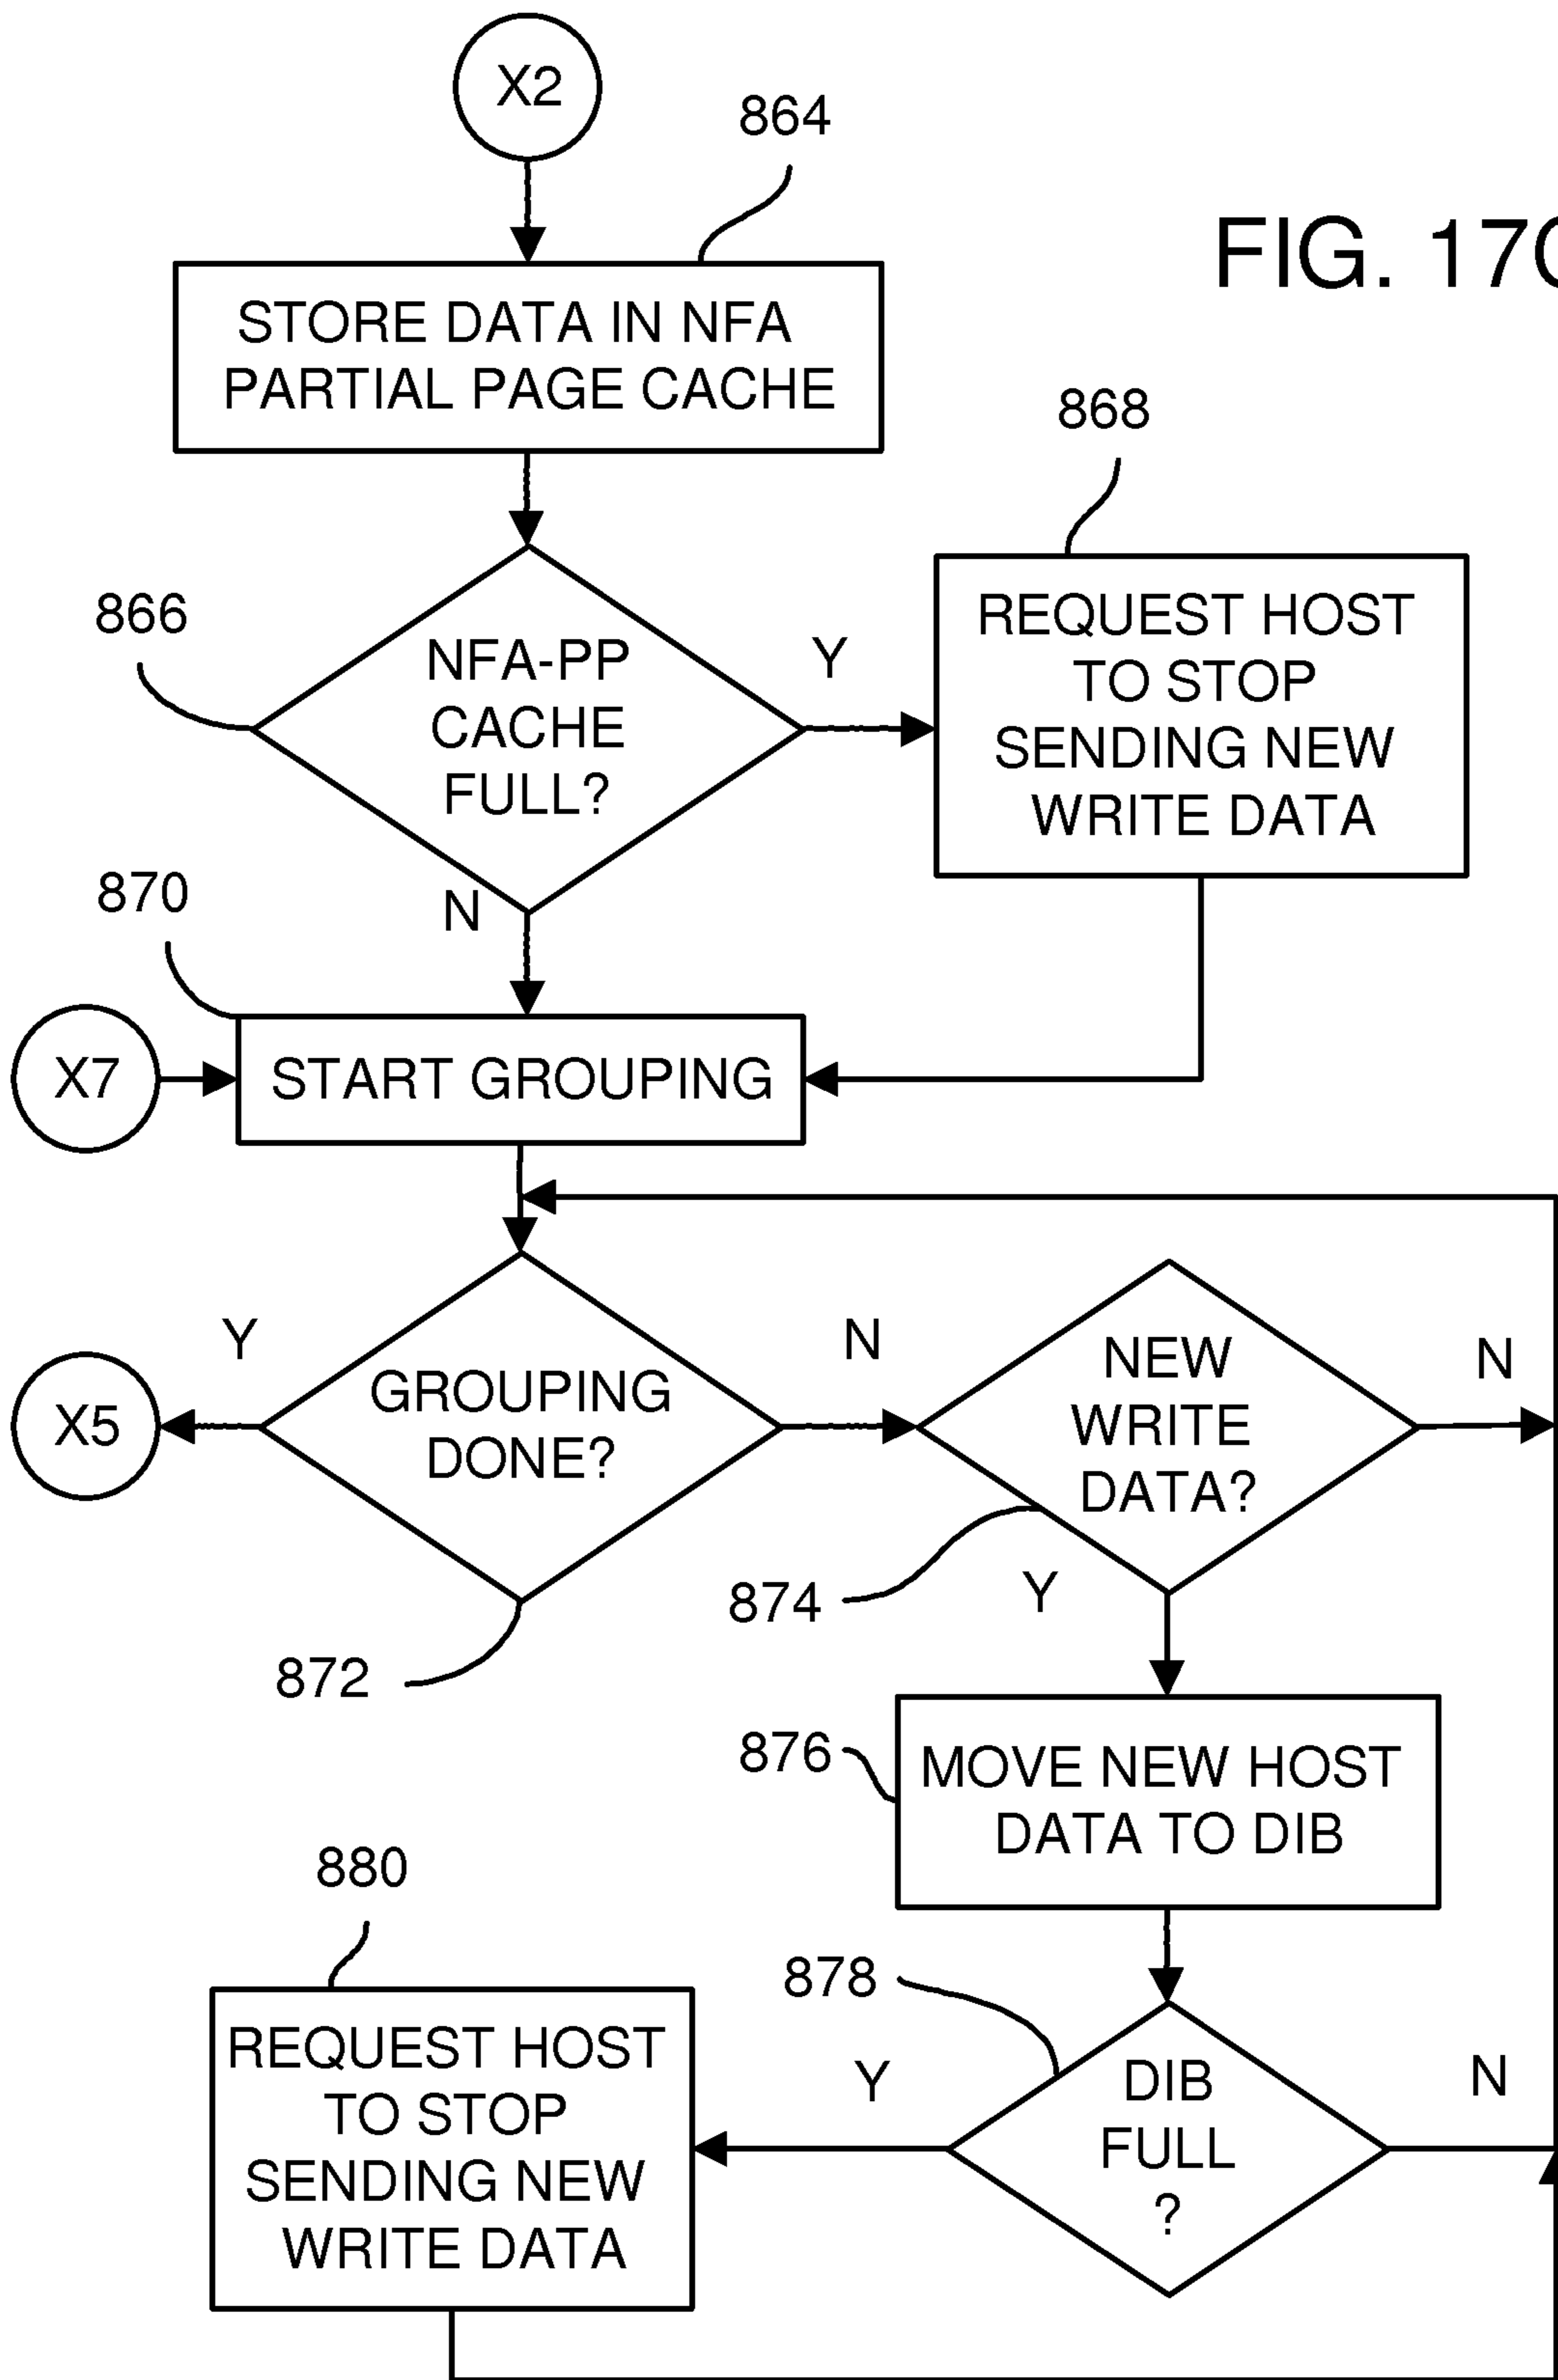 X2
864
FIG. 17
STORE DATA IN NFA
PARTIAL PAGE CACHE
868
866
NFA-PP
CACHE
FULL?
Y
REQUEST HOST
TO STOP
SENDING NEW
WRITE DATA
870
N
X7
START GROUPING
Y
N
N
X5
GROUPING
DONE?
NEW
WRITE
DATA?
874
Y
872
876
MOVE NEW HOST
DATA TO DIB
880
878
REQUEST HOST
TO STOP
SENDING NEW
WRITE DATA
Y
DIB
FULL
?
N